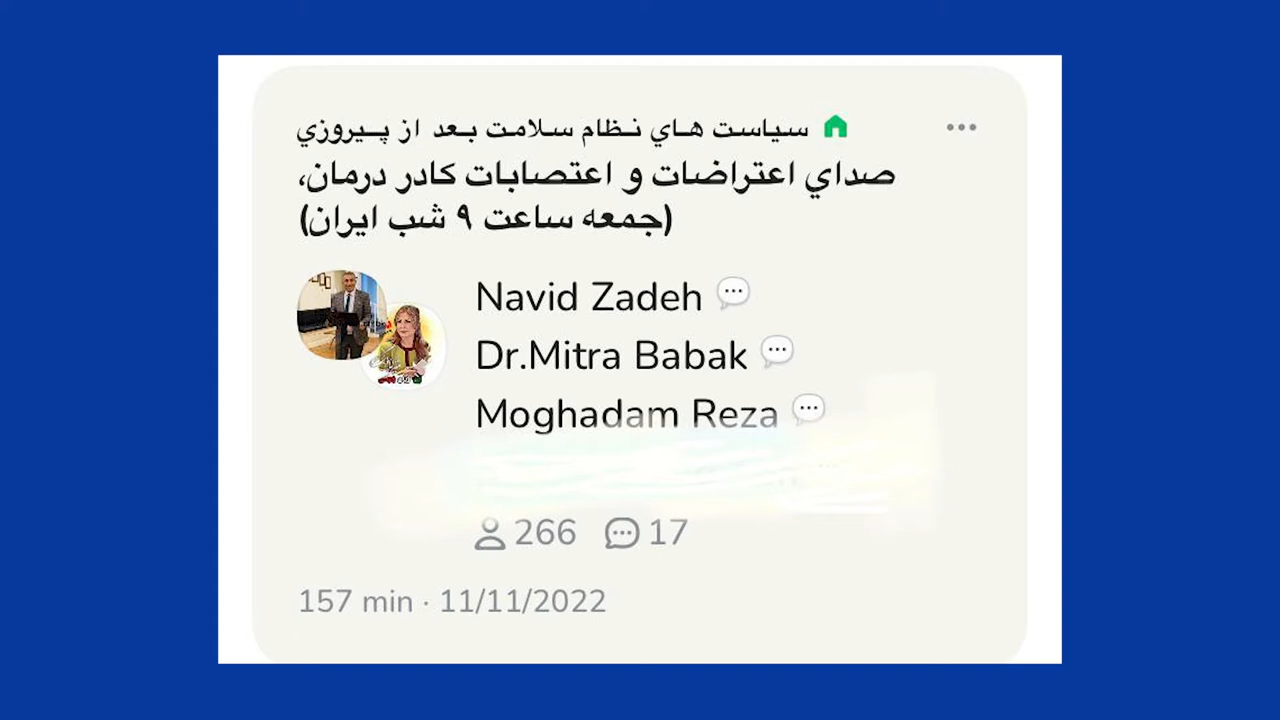 سياست هاي نظام سلامت بعد از پيروزي
صداي اعتراضات و اعتصابات كادر درمان،
(جمعه ساعت ٩ شب ايران)
Navid Zadeh
Dr.Mitra Babak
Moghadam Reza
266 17
157 min · 11/11/2022